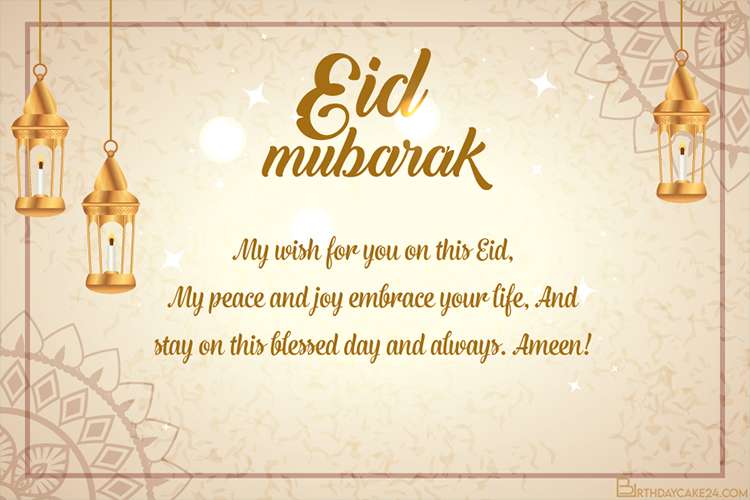 Eid
mubarak
My wish for you on this Eid,
My peace and joy embrace your life, And
stay on this blessed day and always. Ameen!
BIRTHDAYCAKE24.COM